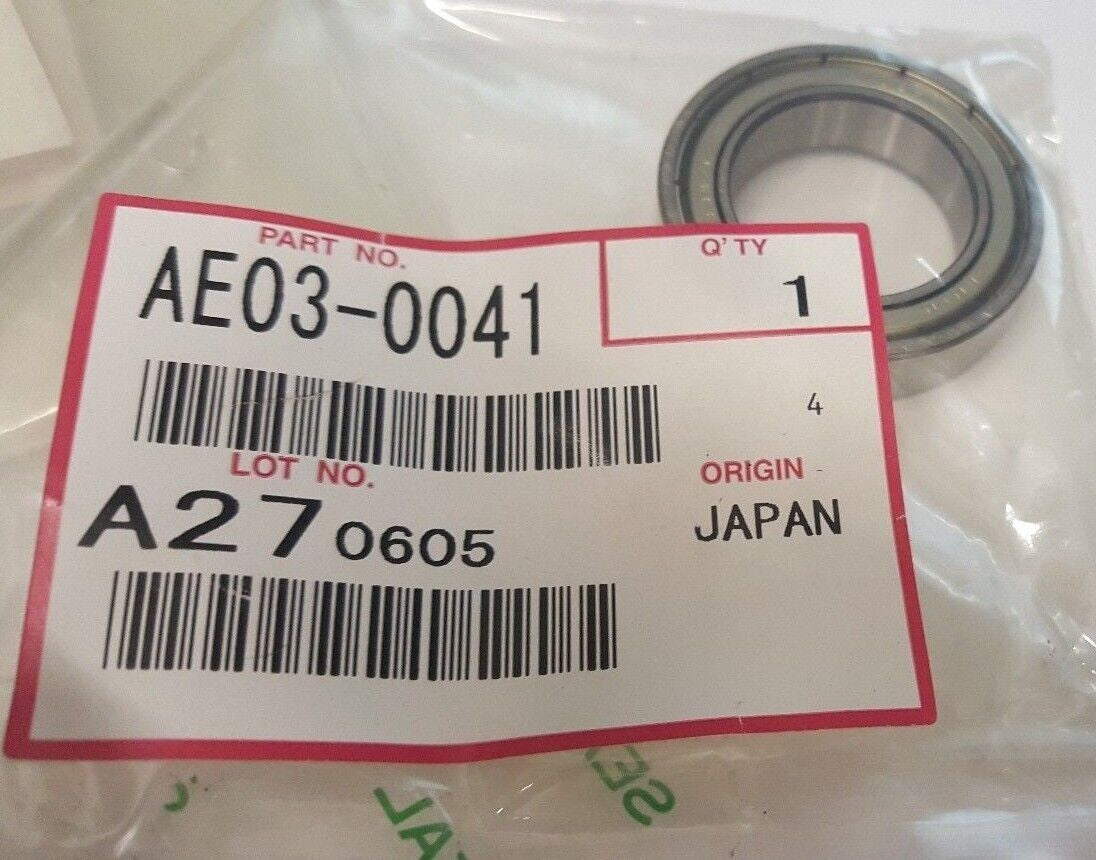 PART NO.
AE03-0041
Q'TY
1
4
LOT NO.
A27 0605
ORIGIN
JAPAN